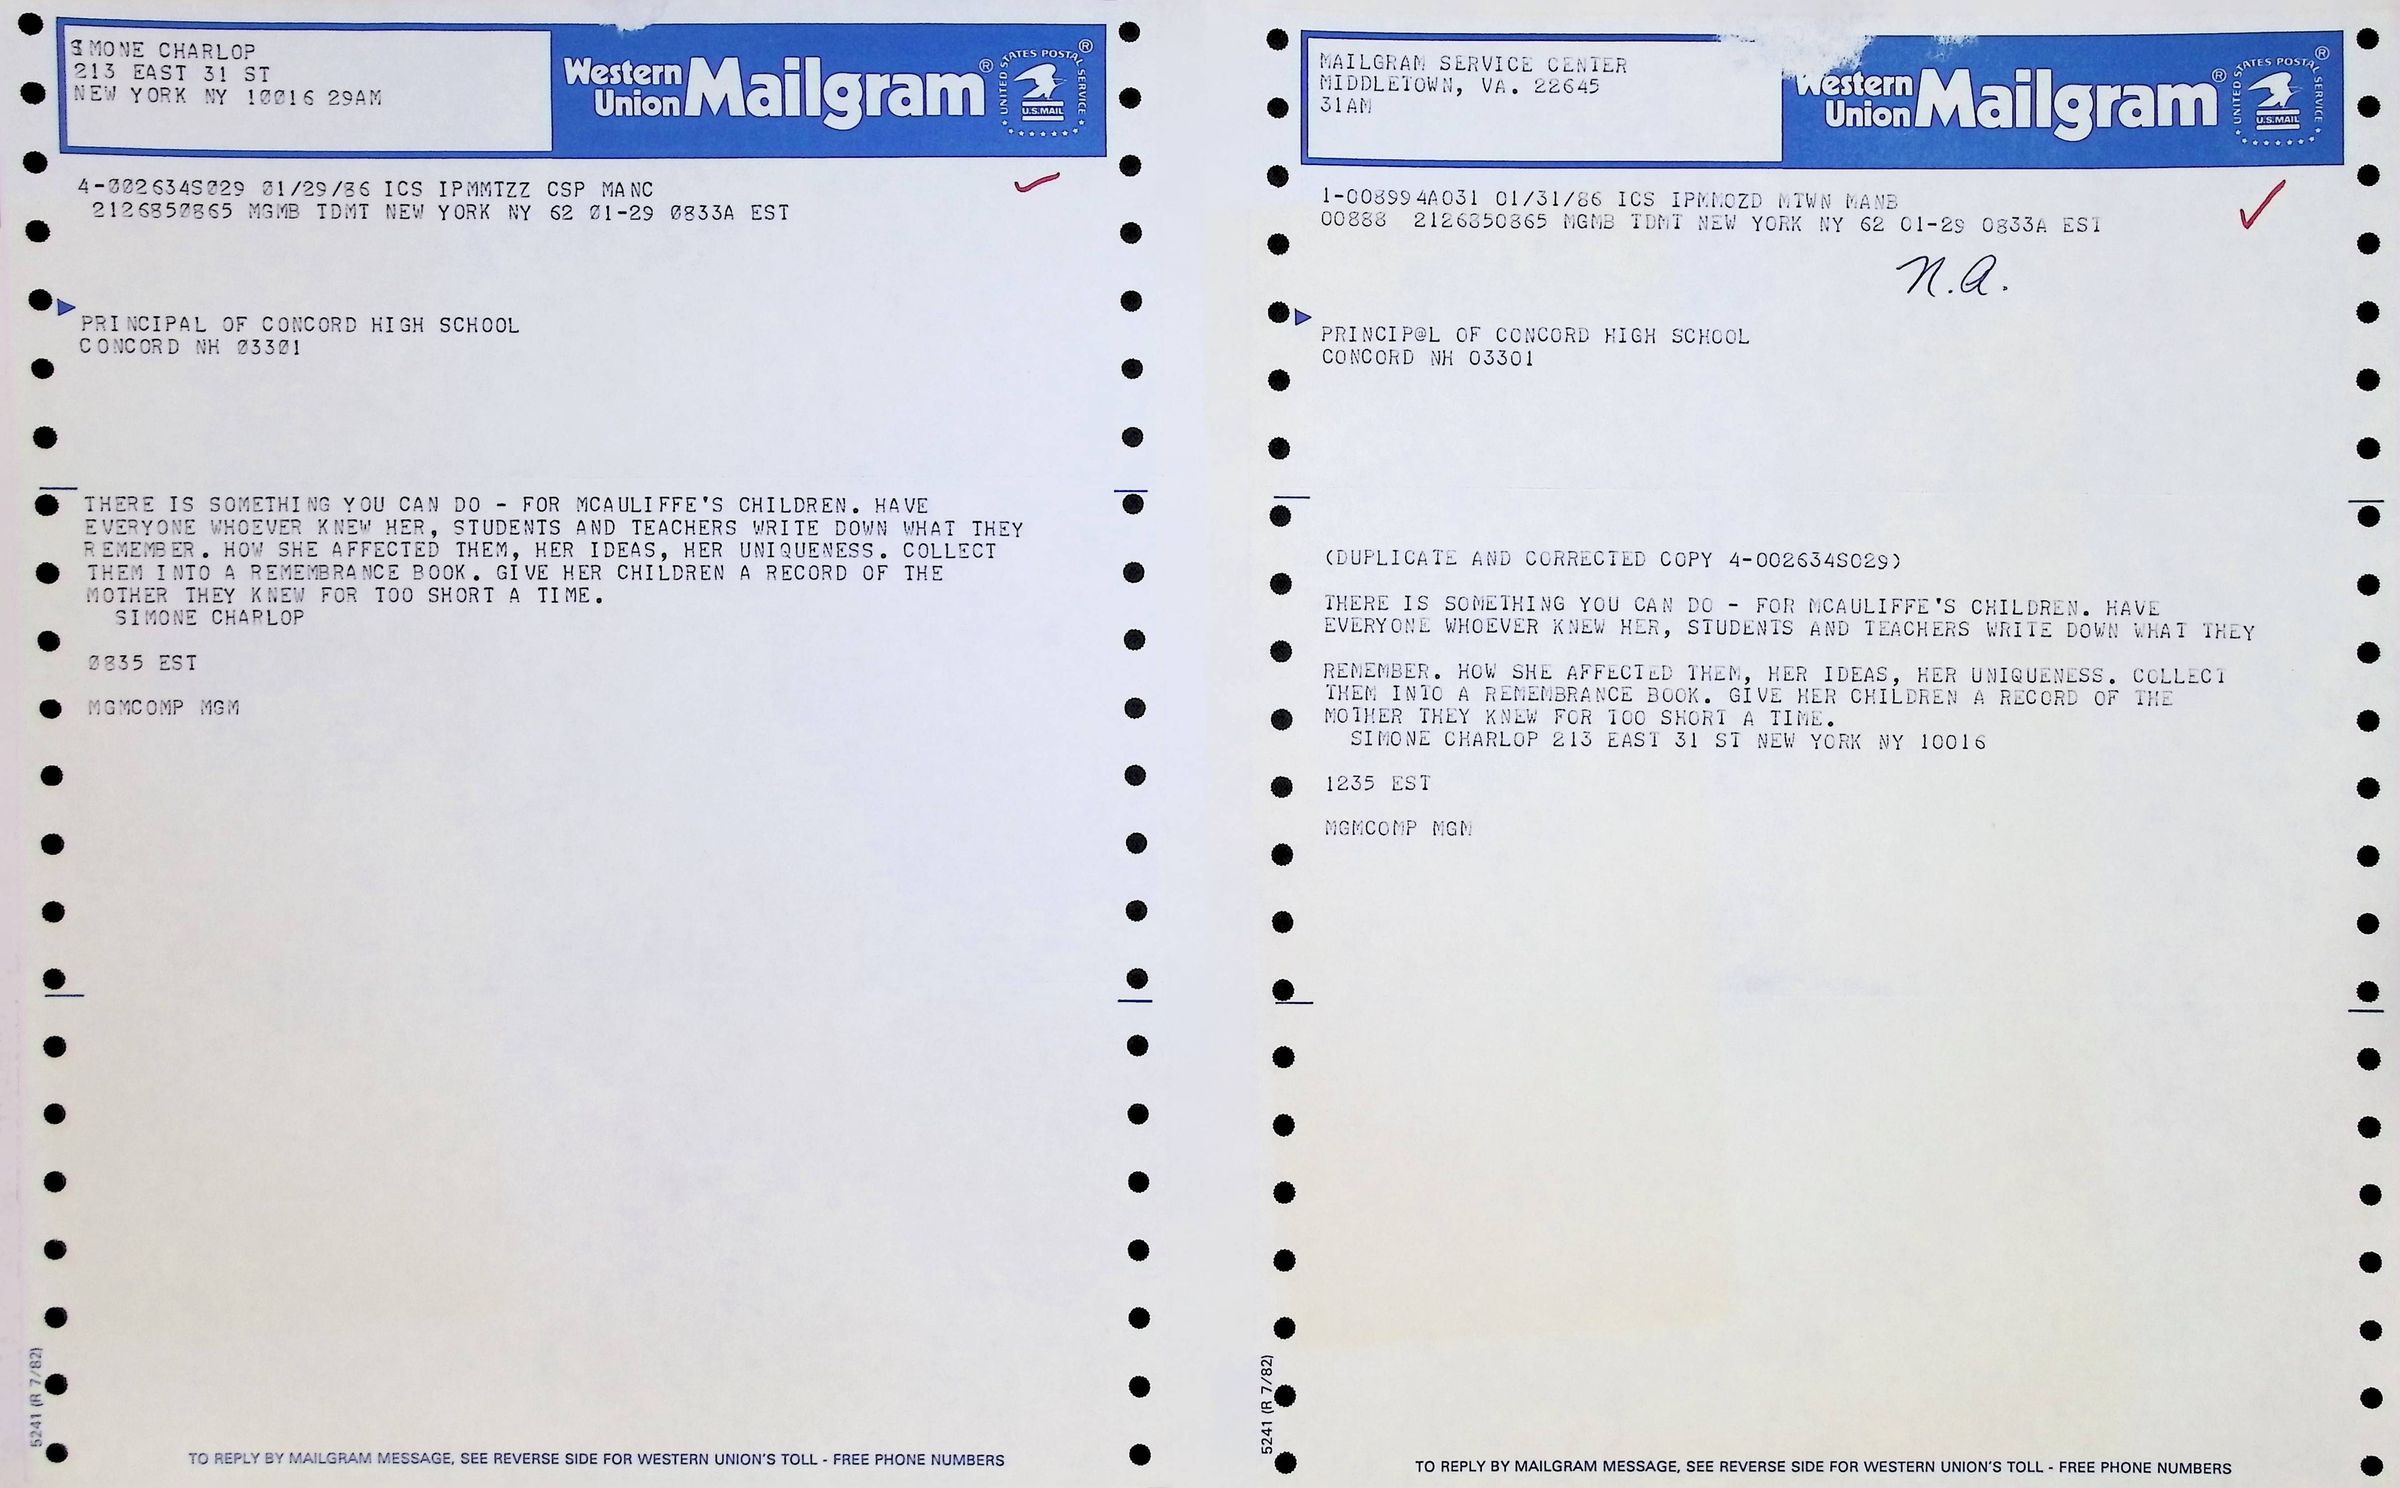 SIMONE CHARLOP
213 EAST 31 ST
NEW YORK NY 10016 29AM
Western Union Mailgram®
UNITED STATES POSTAL SERVICE
U.S.MAIL
®
4-002634S029 01/29/86 ICS IPMMTZZ CSP MANC
2126850865 MGMB TDMT NEW YORK NY 62 01-29 0833A EST
PRINCIPAL OF CONCORD HIGH SCHOOL
CONCORD NH 03301
THERE IS SOMETHING YOU CAN DO - FOR MCAULIFFE'S CHILDREN. HAVE
EVERYONE WHOEVER KNEW HER, STUDENTS AND TEACHERS WRITE DOWN WHAT THEY
REMEMBER. HOW SHE AFFECTED THEM, HER IDEAS, HER UNIQUENESS. COLLECT
THEM INTO A REMEMBRANCE BOOK. GIVE HER CHILDREN A RECORD OF THE
MOTHER THEY KNEW FOR TOO SHORT A TIME.
SIMONE CHARLOP
0835 EST
MGMCOMP MGM
5241 (R 7/82)
TO REPLY BY MAILGRAM MESSAGE, SEE REVERSE SIDE FOR WESTERN UNION'S TOLL - FREE PHONE NUMBERS
MAILGRAM SERVICE CENTER
MIDDLETOWN, VA. 22645
31AM
Western Union Mailgram®
UNITED STATES POSTAL SERVICE
U.S.MAIL
®
1-008994A031 01/31/86 ICS IPMMOZD MTWN MANB
00888 2126850865 MGMB TDMT NEW YORK NY 62 01-29 0833A EST
N.A.
PRINCIP@L OF CONCORD HIGH SCHOOL
CONCORD NH 03301
(DUPLICATE AND CORRECTED COPY 4-002634S029)
THERE IS SOMETHING YOU CAN DO - FOR MCAULIFFE'S CHILDREN. HAVE
EVERYONE WHOEVER KNEW HER, STUDENTS AND TEACHERS WRITE DOWN WHAT THEY
REMEMBER. HOW SHE AFFECTED THEM, HER IDEAS, HER UNIQUENESS. COLLECT
THEM INTO A REMEMBRANCE BOOK. GIVE HER CHILDREN A RECORD OF THE
MOTHER THEY KNEW FOR TOO SHORT A TIME.
SIMONE CHARLOP 213 EAST 31 ST NEW YORK NY 10016
1235 EST
MGMCOMP MGM
5241 (R 7/82)
TO REPLY BY MAILGRAM MESSAGE, SEE REVERSE SIDE FOR WESTERN UNION'S TOLL - FREE PHONE NUMBERS